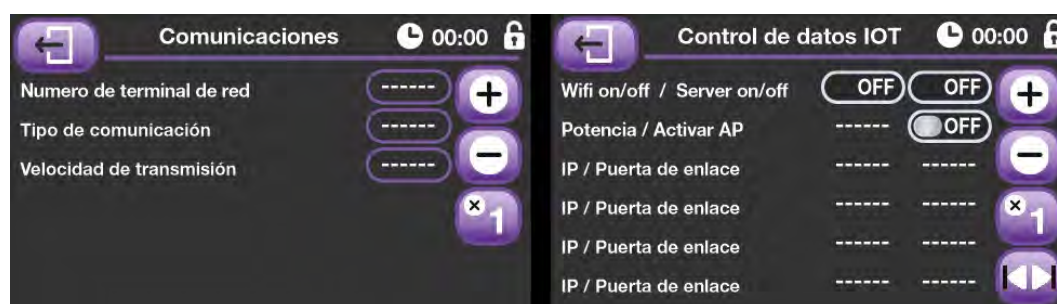 Comunicaciones 00:00
Numero de terminal de red ------
Tipo de comunicación ------
Velocidad de transmisión ------
+
−
×1
Control de datos IOT 00:00
Wifi on/off / Server on/off OFF OFF
Potencia / Activar AP ------ OFF
IP / Puerta de enlace ------ ------
IP / Puerta de enlace ------ ------
IP / Puerta de enlace ------ ------
IP / Puerta de enlace ------ ------
+
−
×1